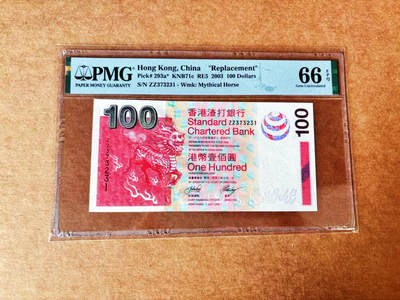 PMG
PAPER MONEY GUARANTY
Hong Kong, China "Replacement"
Pick# 293a* KNB71c RE5 2003 100 Dollars
S/N ZZ373231 - Wmk: Mythical Horse
66 EPQ
Gem Uncirculated
100
香港渣打銀行
ZZ373231
Standard
Chartered Bank
港幣壹佰圓
One Hundred
100